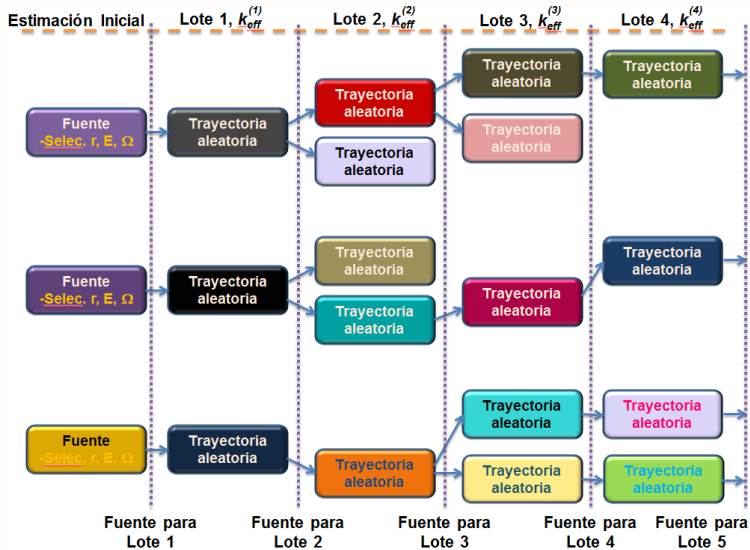 Estimación Inicial
Lote 1, k_eff^(1)
Lote 2, k_eff^(2)
Lote 3, k_eff^(3)
Lote 4, k_eff^(4)
Fuente
-Selec. r, E, Ω
Trayectoria
aleatoria
Trayectoria
aleatoria
Trayectoria
aleatoria
Trayectoria
aleatoria
Trayectoria
aleatoria
Trayectoria
aleatoria
Fuente
-Selec. r, E, Ω
Trayectoria
aleatoria
Trayectoria
aleatoria
Trayectoria
aleatoria
Trayectoria
aleatoria
Trayectoria
aleatoria
Fuente
-Selec. r, E, Ω
Trayectoria
aleatoria
Trayectoria
aleatoria
Trayectoria
aleatoria
Trayectoria
aleatoria
Trayectoria
aleatoria
Trayectoria
aleatoria
Fuente para
Lote 1
Fuente para
Lote 2
Fuente para
Lote 3
Fuente para
Lote 4
Fuente para
Lote 5